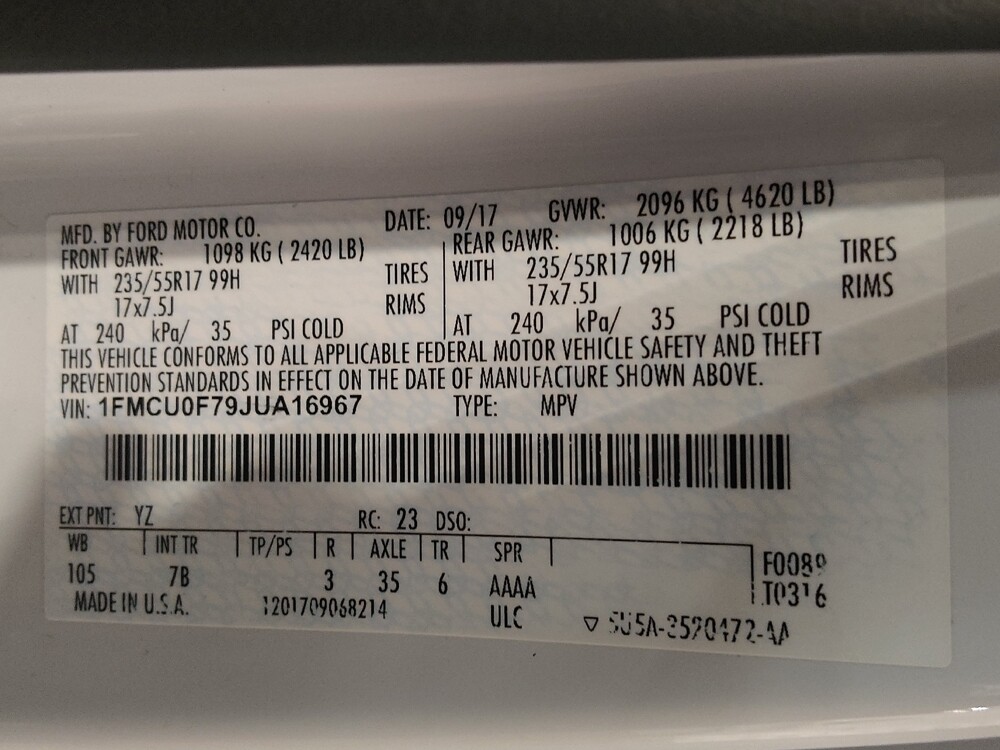 MFD. BY FORD MOTOR CO. DATE: 09/17 GVWR: 2096 KG ( 4620 LB)
FRONT GAWR: 1098 KG ( 2420 LB) REAR GAWR: 1006 KG ( 2218 LB)
WITH 235/55R17 99H TIRES WITH 235/55R17 99H TIRES
17x7.5J RIMS 17x7.5J RIMS
AT 240 kPa/ 35 PSI COLD AT 240 kPa/ 35 PSI COLD
THIS VEHICLE CONFORMS TO ALL APPLICABLE FEDERAL MOTOR VEHICLE SAFETY AND THEFT
PREVENTION STANDARDS IN EFFECT ON THE DATE OF MANUFACTURE SHOWN ABOVE.
VIN: 1FMCU0F79JUA16967 TYPE: MPV
EXT PNT: YZ RC: 23 DSO:
WB INT TR TP/PS R AXLE TR SPR F0089
105 7B 3 35 6 AAAA T0316
MADE IN U.S.A. 1201709068214 ULC